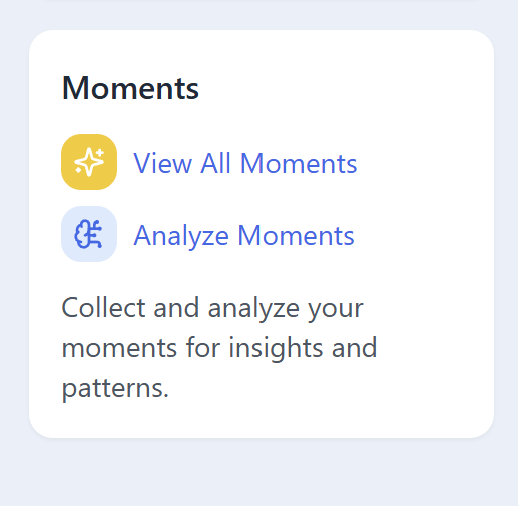 Moments
View All Moments
Analyze Moments
Collect and analyze your
moments for insights and
patterns.